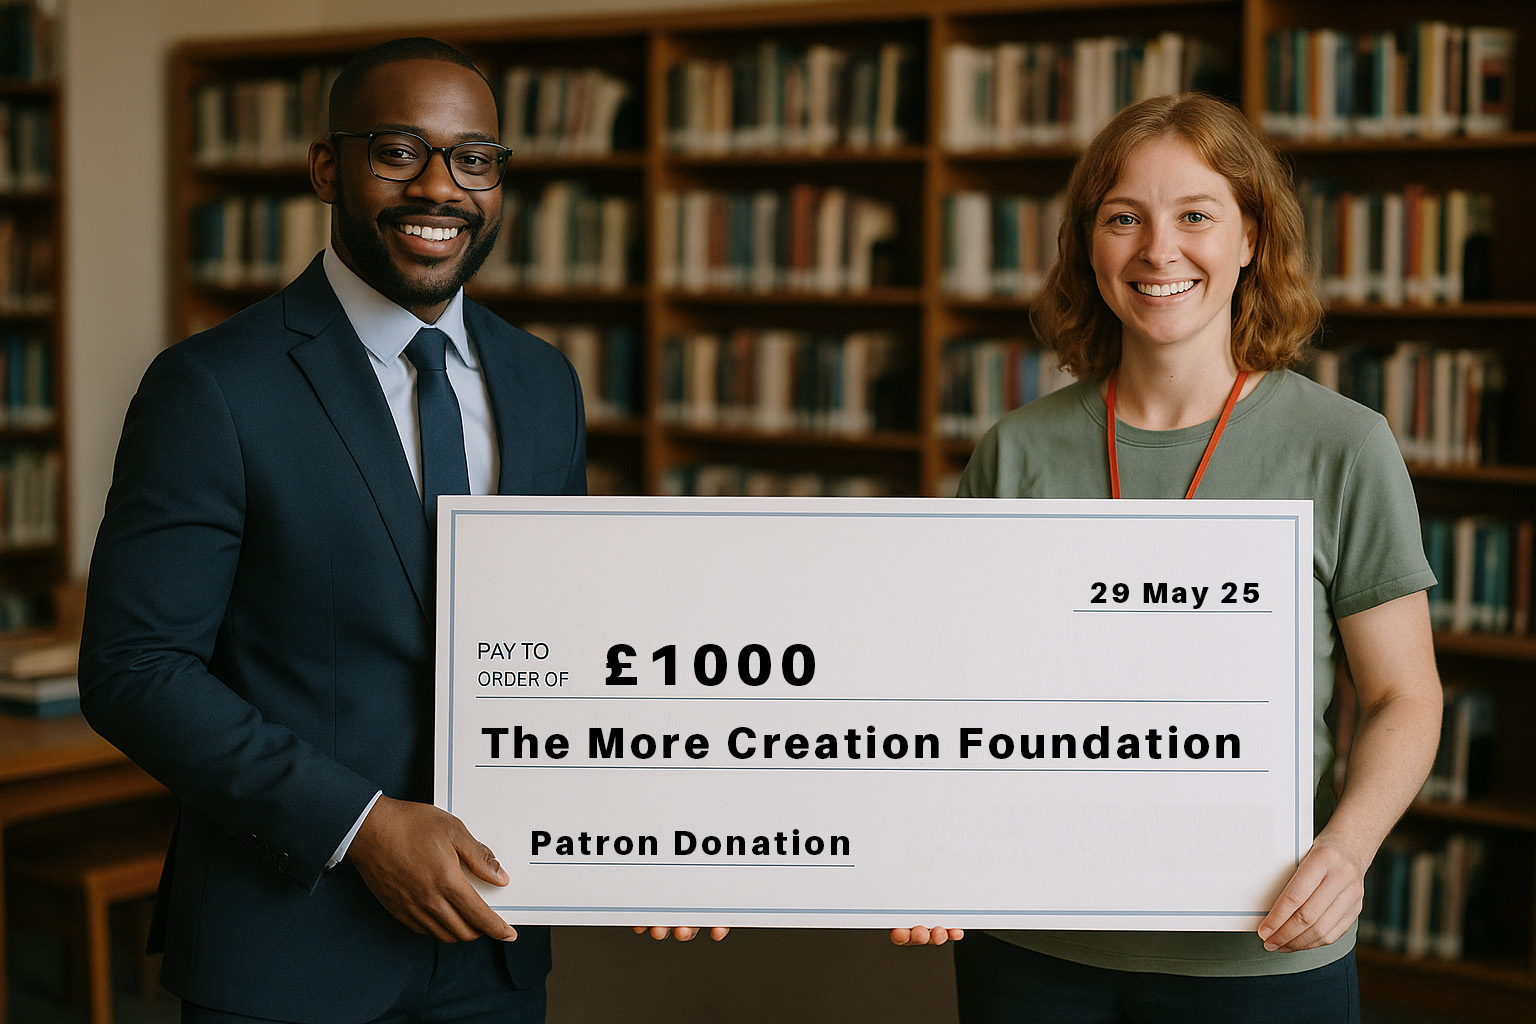 29 May 25
PAY TO
ORDER OF
£1000
The More Creation Foundation
Patron Donation